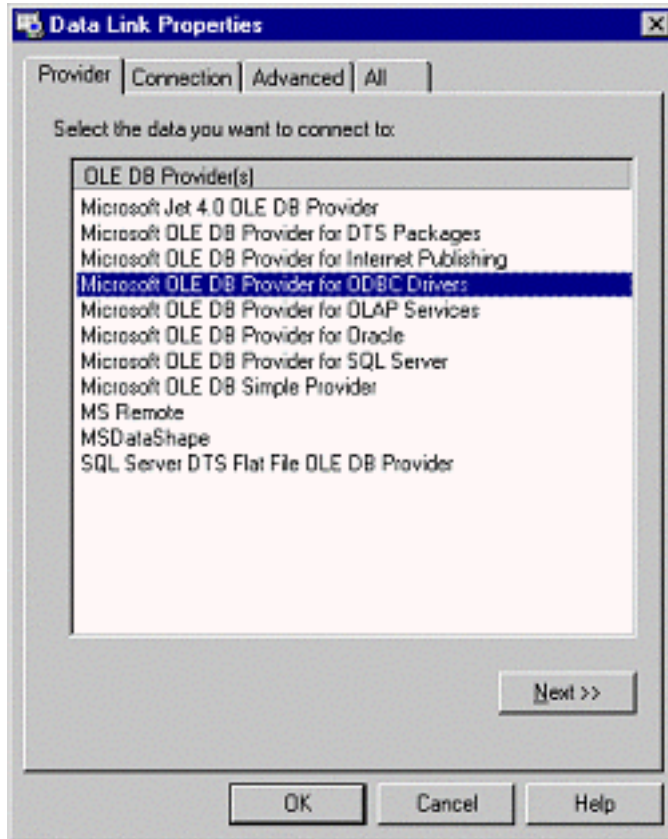 Data Link Properties
Provider Connection Advanced All
Select the data you want to connect to:
OLE DB Provider(s)
Microsoft Jet 4.0 OLE DB Provider
Microsoft OLE DB Provider for DTS Packages
Microsoft OLE DB Provider for Internet Publishing
Microsoft OLE DB Provider for ODBC Drivers
Microsoft OLE DB Provider for OLAP Services
Microsoft OLE DB Provider for Oracle
Microsoft OLE DB Provider for SQL Server
Microsoft OLE DB Simple Provider
MS Remote
MSDataShape
SQL Server DTS Flat File OLE DB Provider
Next >>
OK Cancel Help